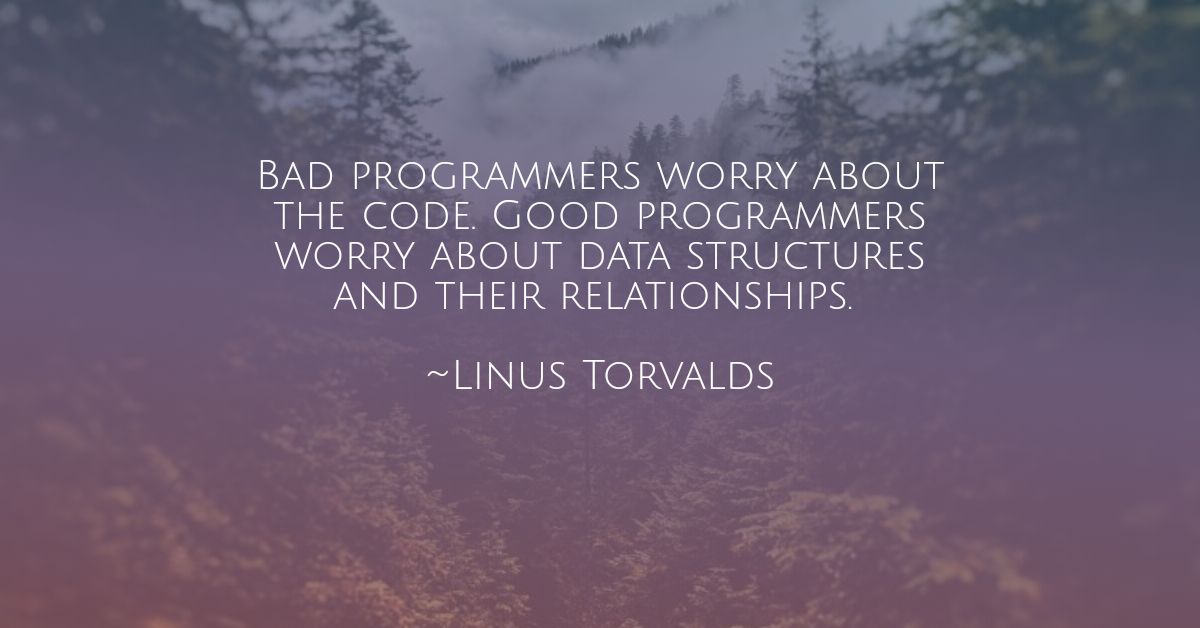 Bad programmers worry about
the code. Good programmers
worry about data structures
and their relationships.
~Linus Torvalds